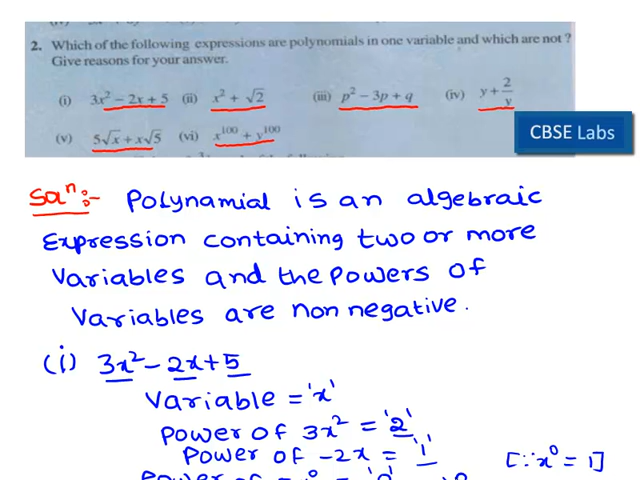 2. Which of the following expressions are polynomials in one variable and which are not ?
Give reasons for your answer.
(i) 3x² − 2x + 5 (ii) x² + √2 (iii) p² − 3p + q (iv) y + 2/y
(v) 5√x + x√5 (vi) x¹⁰⁰ + y¹⁰⁰
CBSE Labs
Solⁿ:- Polynamial is an algebraic
Expression containing two or more
Variables and the powers of
Variables are non negative.
(i) 3x² − 2x + 5
Variable = 'x'
Power of 3x² = '2'
Power of -2x = '1'
[∵ x⁰ = 1]